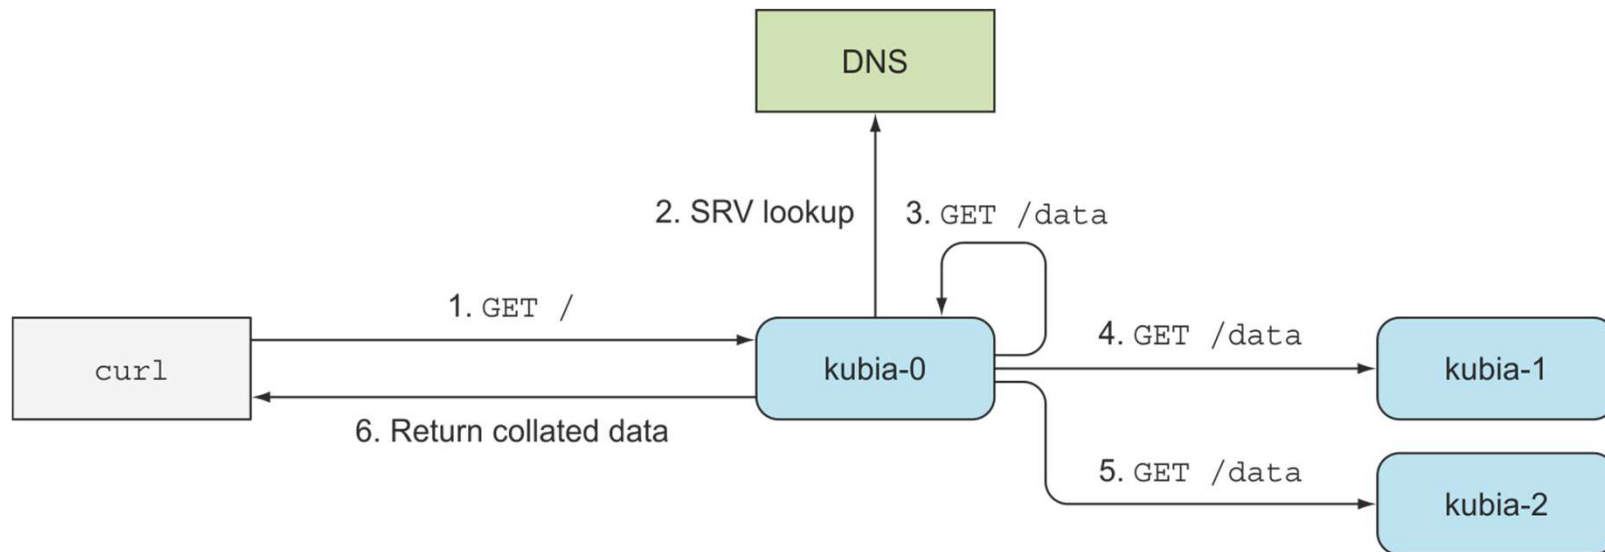 DNS
2. SRV lookup
3. GET /data
1. GET /
4. GET /data
curl
kubia-0
kubia-1
6. Return collated data
5. GET /data
kubia-2